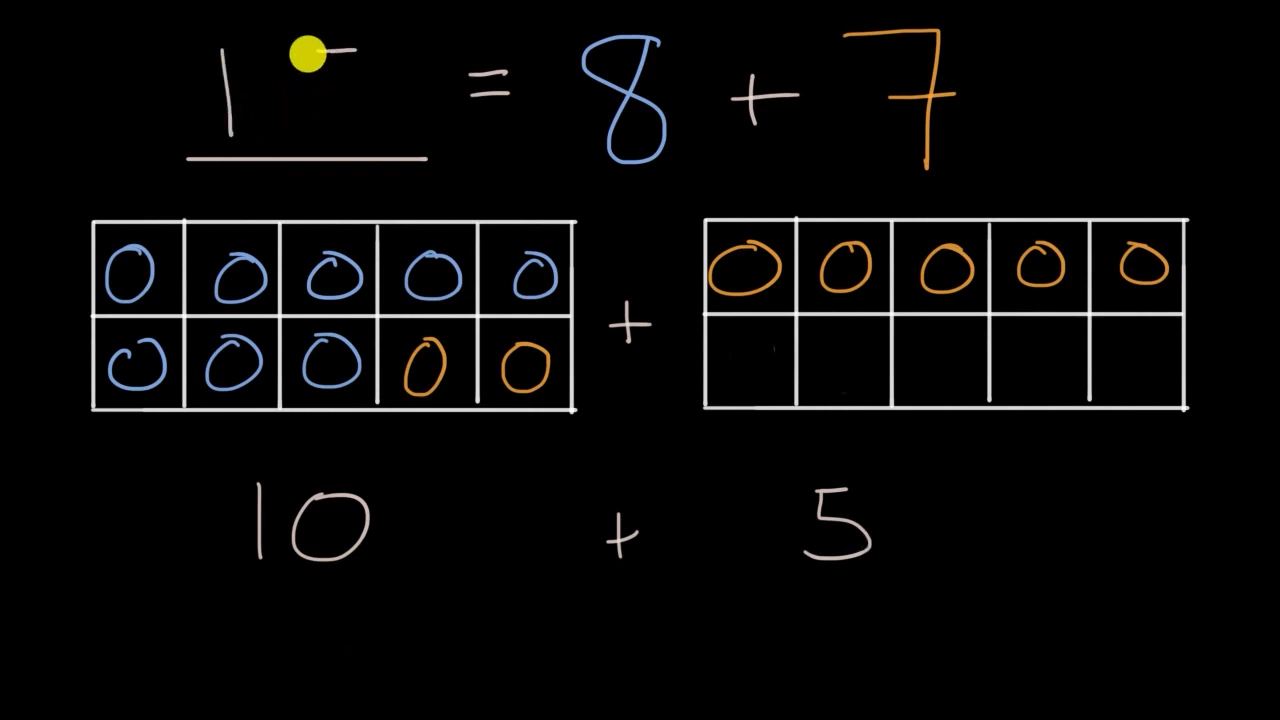 1 = 8 + 7
+
10 + 5